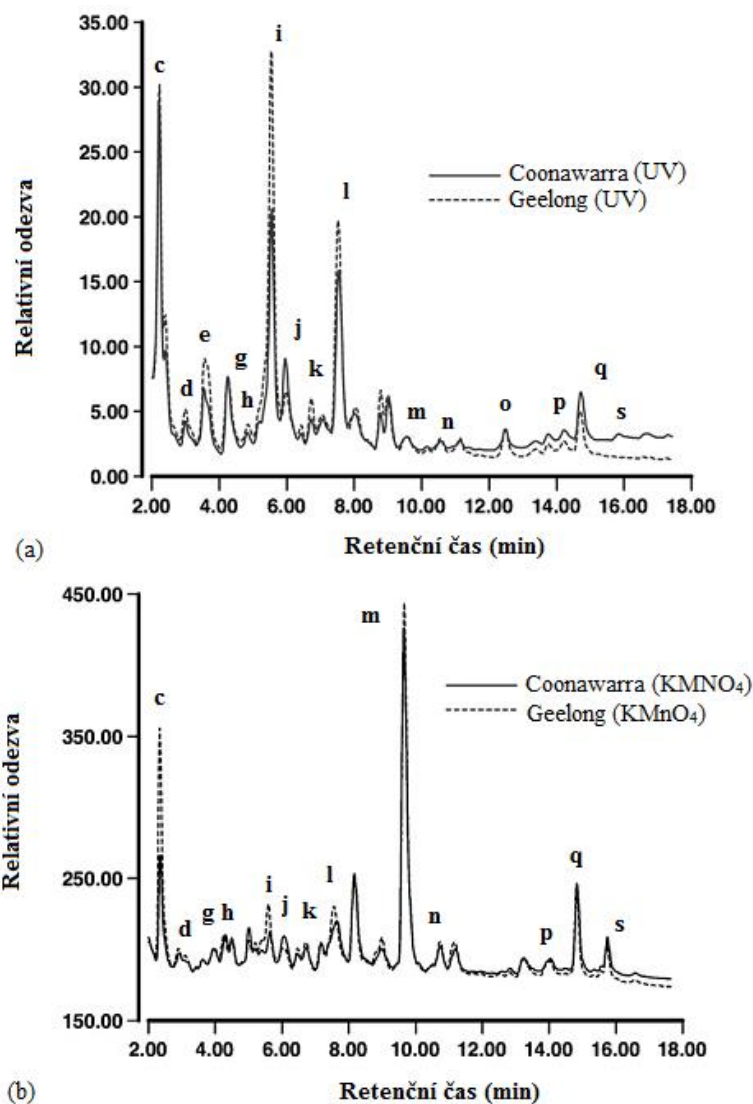 35.00
30.00
25.00
20.00
15.00
10.00
5.00
0.00
Relativní odezva
c
d
e
g
h
i
j
k
l
m
n
o
p
q
s
Coonawarra (UV)
Geelong (UV)
2.00 4.00 6.00 8.00 10.00 12.00 14.00 16.00 18.00
(a)
Retenční čas (min)
450.00
350.00
250.00
150.00
Relativní odezva
c
d
g
h
i
j
k
l
m
n
p
q
s
Coonawarra (KMNO₄)
Geelong (KMnO₄)
2.00 4.00 6.00 8.00 10.00 12.00 14.00 16.00 18.00
(b)
Retenční čas (min)